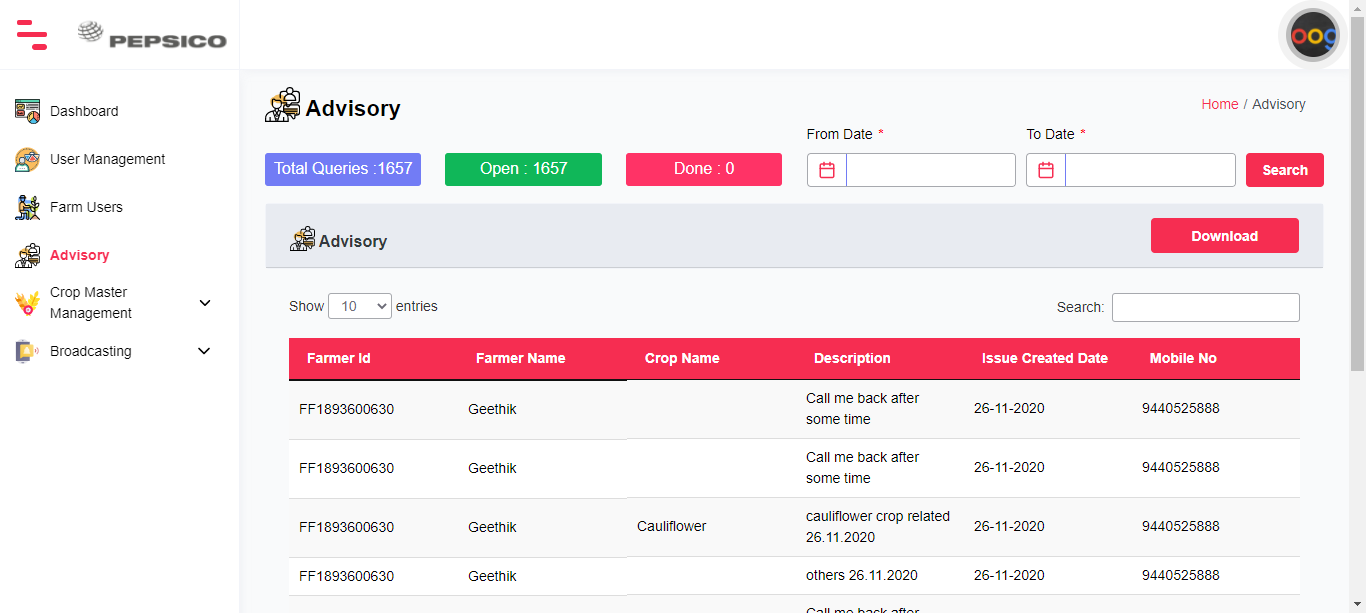 PEPSICO
oog
Dashboard
User Management
Farm Users
Advisory
Crop Master
Management
Broadcasting
Advisory
Home / Advisory
From Date *
To Date *
Total Queries :1657
Open : 1657
Done : 0
Search
Advisory
Download
Show 10 entries
Search:
Farmer Id Farmer Name Crop Name Description Issue Created Date Mobile No
FF1893600630 Geethik Call me back after some time 26-11-2020 9440525888
FF1893600630 Geethik Call me back after some time 26-11-2020 9440525888
FF1893600630 Geethik Cauliflower cauliflower crop related 26.11.2020 26-11-2020 9440525888
FF1893600630 Geethik others 26.11.2020 26-11-2020 9440525888
Call me back after